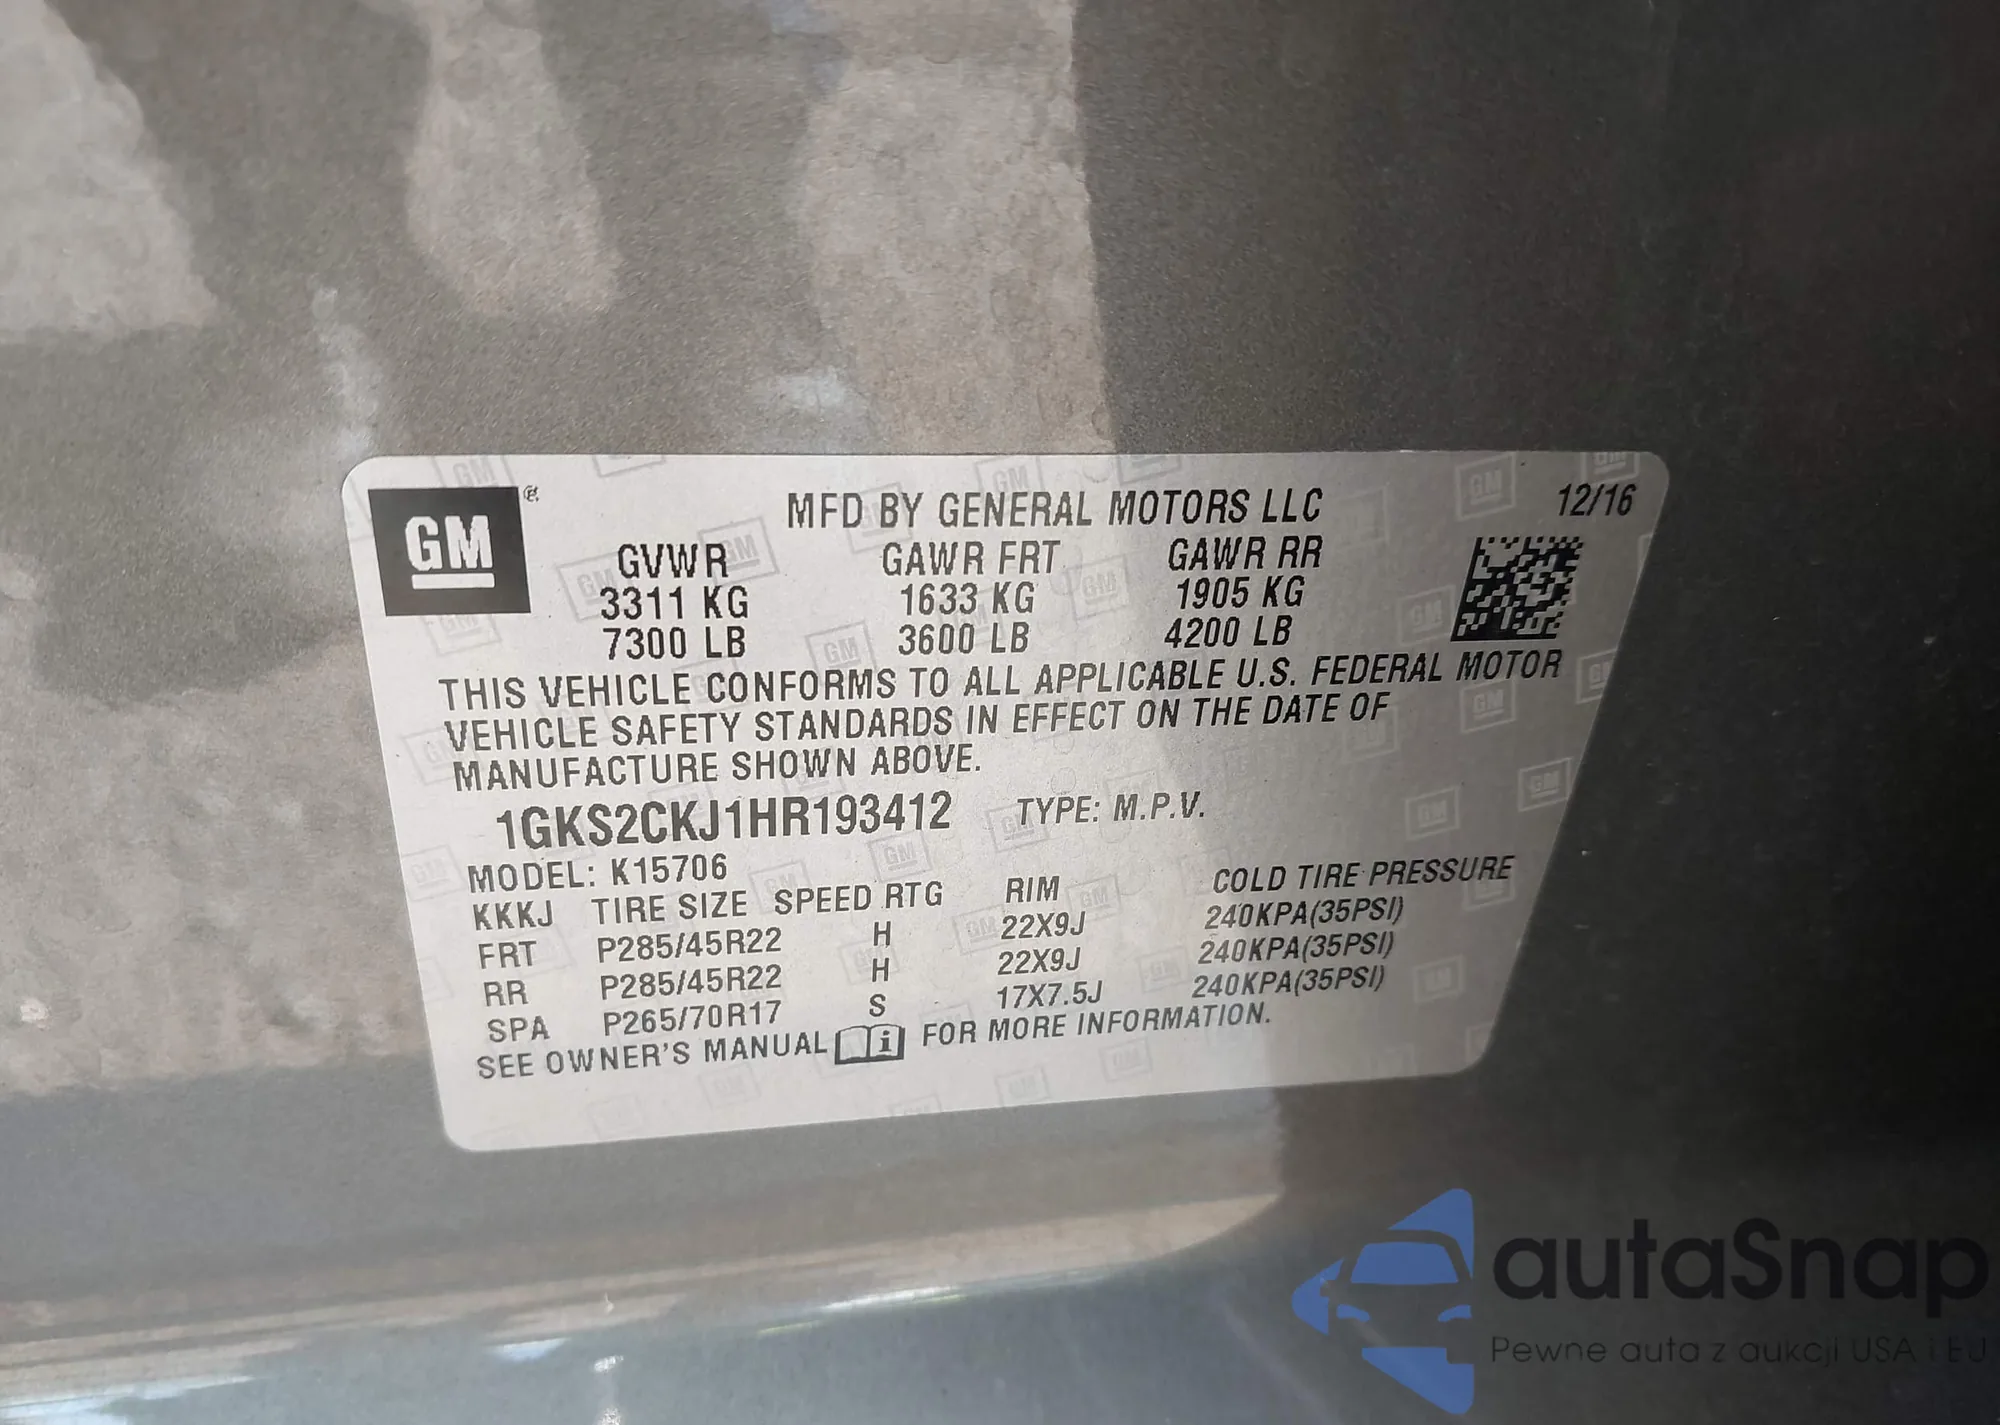 GM
MFD BY GENERAL MOTORS LLC 12/16
GVWR GAWR FRT GAWR RR
3311 KG 1633 KG 1905 KG
7300 LB 3600 LB 4200 LB
THIS VEHICLE CONFORMS TO ALL APPLICABLE U.S. FEDERAL MOTOR
VEHICLE SAFETY STANDARDS IN EFFECT ON THE DATE OF
MANUFACTURE SHOWN ABOVE.
1GKS2CKJ1HR193412 TYPE: M.P.V.
MODEL: K15706
KKKJ TIRE SIZE SPEED RTG RIM COLD TIRE PRESSURE
FRT P285/45R22 H 22X9J 240KPA(35PSI)
RR P285/45R22 H 22X9J 240KPA(35PSI)
SPA P265/70R17 S 17X7.5J 240KPA(35PSI)
SEE OWNER'S MANUAL i FOR MORE INFORMATION.
autaSnap
Pewne auta z aukcji USA i EU